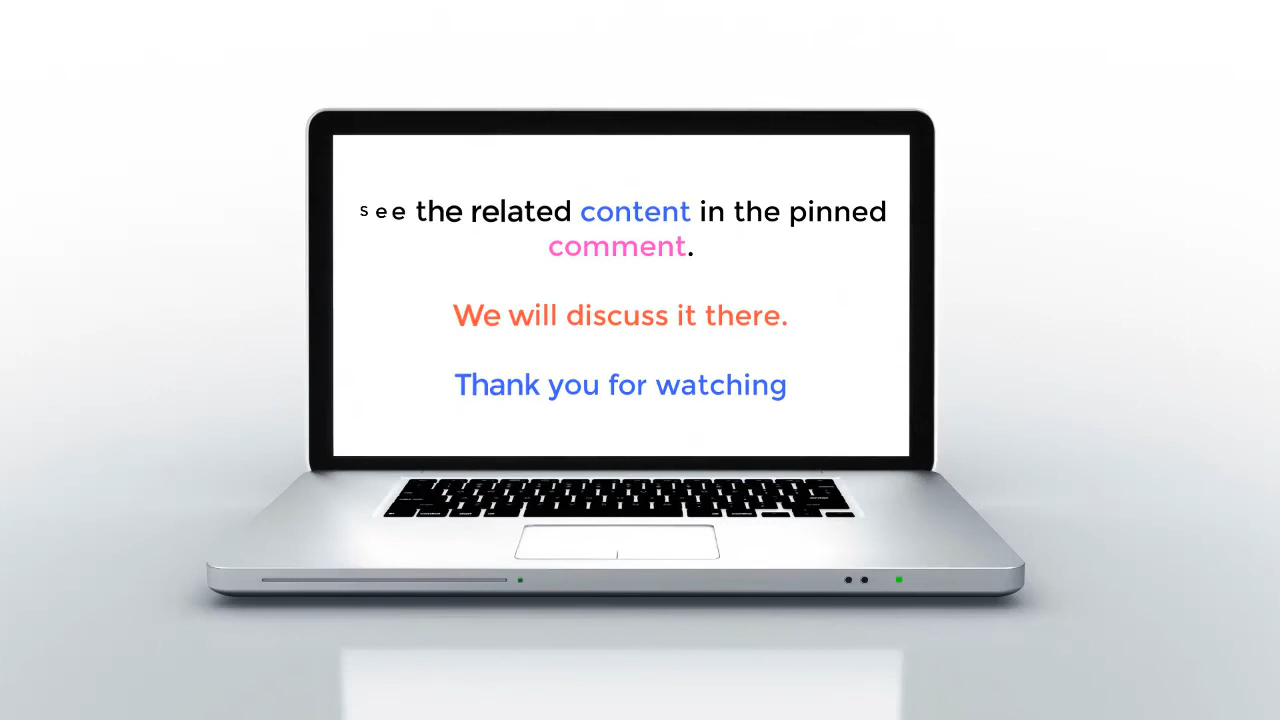 see the related content in the pinned
comment.
We will discuss it there.
Thank you for watching